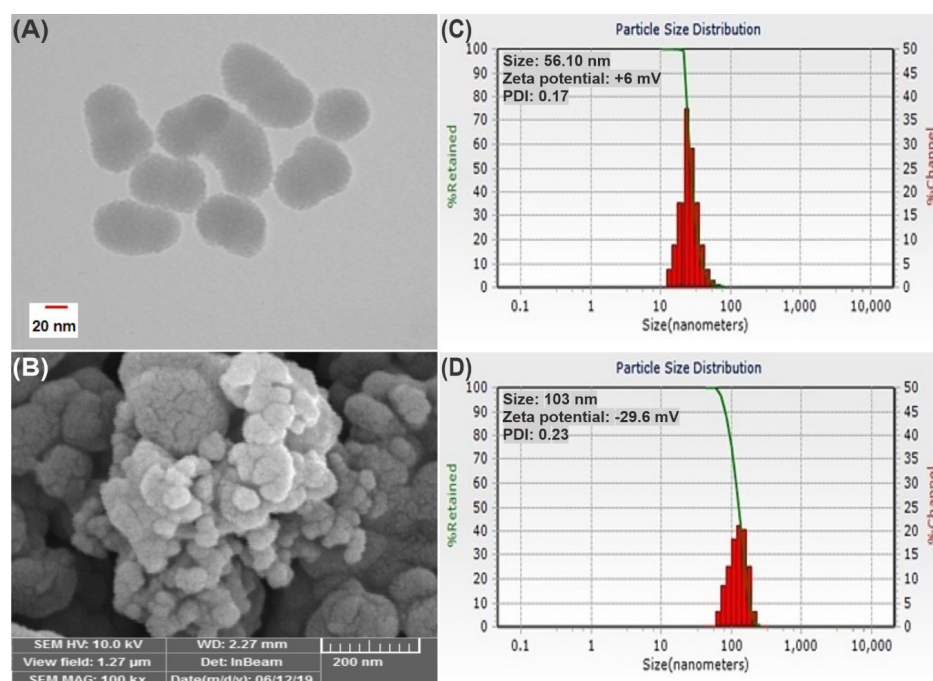 (A)
20 nm
(B)
SEM HV: 10.0 kV WD: 2.27 mm
View field: 1.27 µm Det: InBeam 200 nm
SEM MAG: 100 kx Date(m/d/y): 06/12/19
(C)
Particle Size Distribution
Size: 56.10 nm
Zeta potential: +6 mV
PDI: 0.17
%Retained
100
90
80
70
60
50
40
30
20
10
0
50
45
40
35
30
25
20
15
10
5
0
%Channel
0.1 1 10 100 1,000 10,000
Size(nanometers)
(D)
Particle Size Distribution
Size: 103 nm
Zeta potential: -29.6 mV
PDI: 0.23
%Retained
100
90
80
70
60
50
40
30
20
10
0
50
45
40
35
30
25
20
15
10
5
0
%Channel
0.1 1 10 100 1,000 10,000
Size(nanometers)